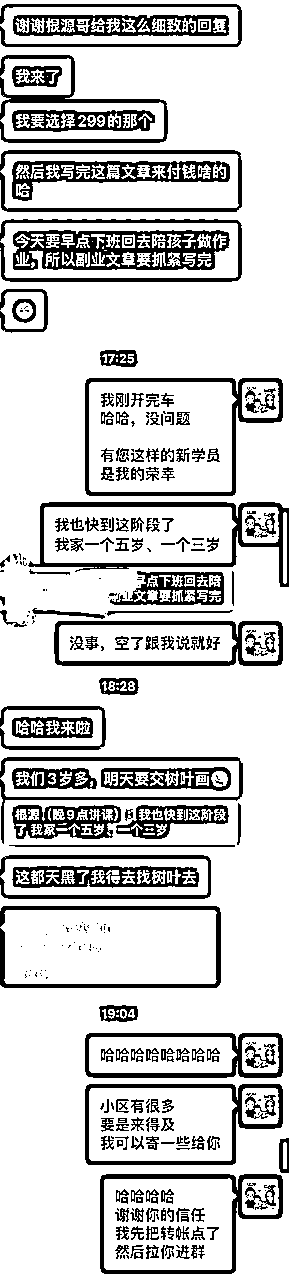 谢谢根源哥给我这么细致的回复
我来了
我要选择299的那个
然后我写完这篇文章来付钱啥的
哈
今天要早点下班回去陪孩子做作
业，所以副业文章要抓紧写完
17:25
我刚开完车
哈哈，没问题
有您这样的新学员
是我的荣幸
我也快到这阶段了
我家一个五岁、一个三岁
早点下班回去陪
副业文章要抓紧写完
没事，空了跟我说就好
18:28
哈哈我来啦
我们3岁多，明天要交树叶画
根源（晚9点讲课）：我也快到这阶段
了 我家一个五岁、一个三岁
这都天黑了我得去找树叶去
19:04
哈哈哈哈哈哈哈哈
小区有很多
要是来得及
我可以寄一些给你
哈哈哈哈
谢谢你的信任
我先把转帐点了
然后拉你进群